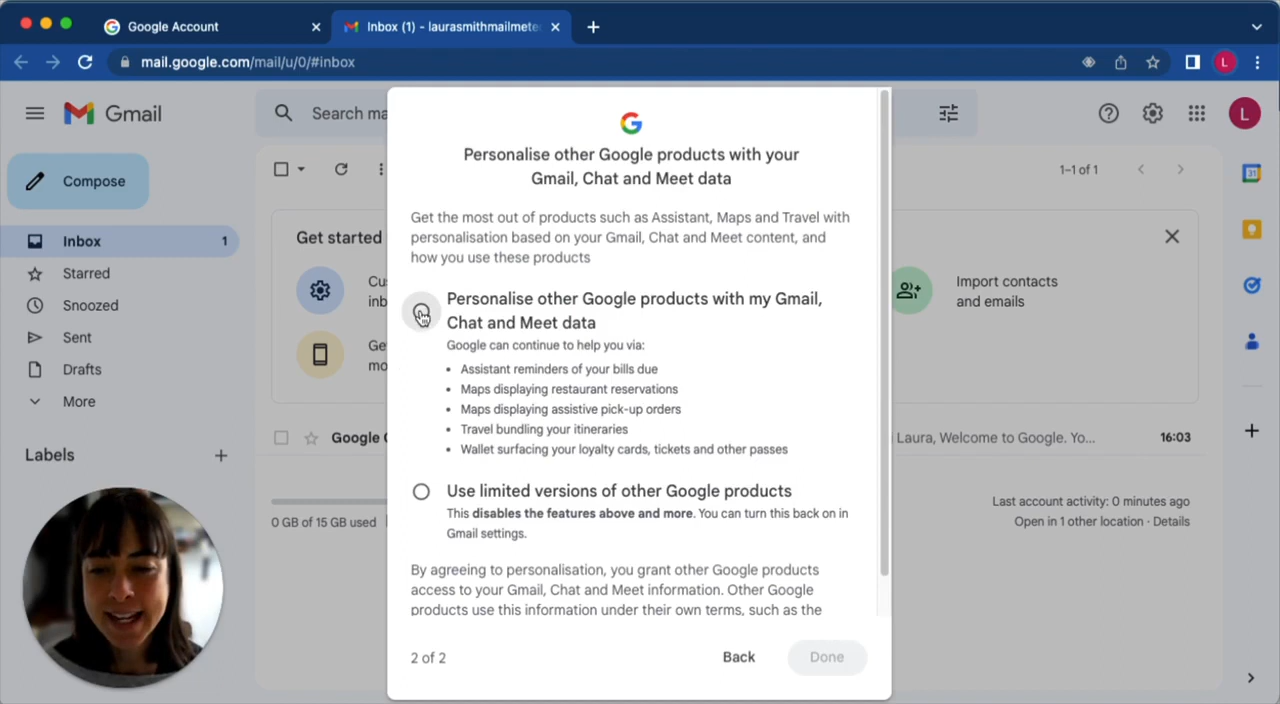 Google Account
Inbox (1) - laurasmithmailmete
mail.google.com/mail/u/0/#inbox
L
Gmail
Search ma
L
Compose
1–1 of 1
31
Inbox 1
Starred
Snoozed
Sent
Drafts
More
Labels
Get started
Cu
inb
Ge
mo
Import contacts
and emails
Google
Laura, Welcome to Google. Yo...
16:03
0 GB of 15 GB used
Last account activity: 0 minutes ago
Open in 1 other location · Details
G
Personalise other Google products with your
Gmail, Chat and Meet data
Get the most out of products such as Assistant, Maps and Travel with
personalisation based on your Gmail, Chat and Meet content, and
how you use these products
Personalise other Google products with my Gmail,
Chat and Meet data
Google can continue to help you via:
• Assistant reminders of your bills due
• Maps displaying restaurant reservations
• Maps displaying assistive pick-up orders
• Travel bundling your itineraries
• Wallet surfacing your loyalty cards, tickets and other passes
Use limited versions of other Google products
This disables the features above and more. You can turn this back on in
Gmail settings.
By agreeing to personalisation, you grant other Google products
access to your Gmail, Chat and Meet information. Other Google
products use this information under their own terms, such as the
2 of 2
Back
Done